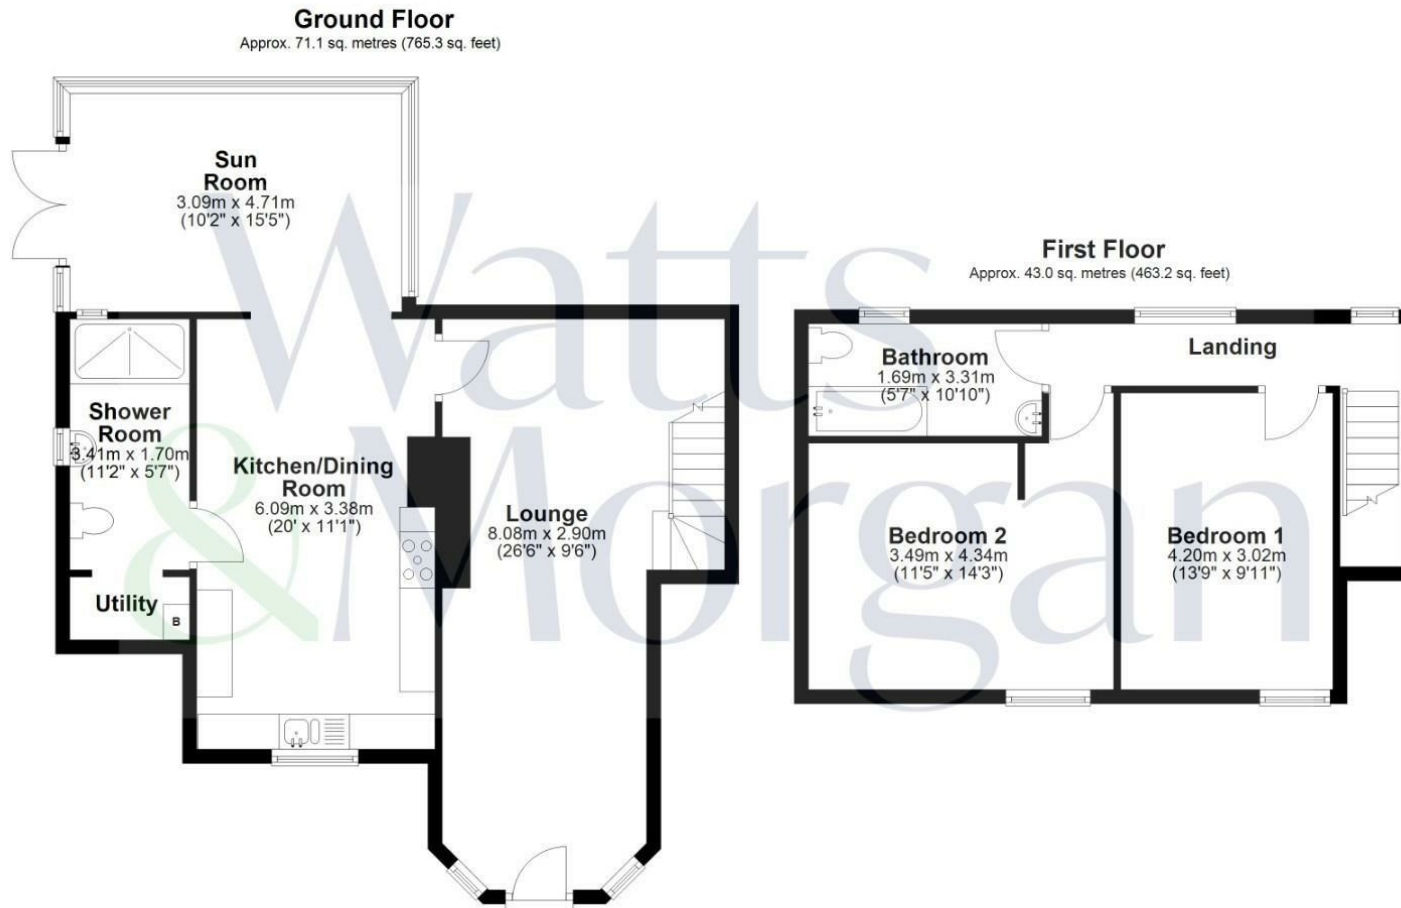 Ground Floor
Approx. 71.1 sq. metres (765.3 sq. feet)
Sun
Room
3.09m x 4.71m
(10'2" x 15'5")
Shower
Room
3.41m x 1.70m
(11'2" x 5'7")
Kitchen/Dining
Room
6.09m x 3.38m
(20' x 11'1")
Lounge
8.08m x 2.90m
(26'6" x 9'6")
Utility
B
First Floor
Approx. 43.0 sq. metres (463.2 sq. feet)
Bathroom
1.69m x 3.31m
(5'7" x 10'10")
Landing
Bedroom 2
3.49m x 4.34m
(11'5" x 14'3")
Bedroom 1
4.20m x 3.02m
(13'9" x 9'11")
Watts
&Morgan